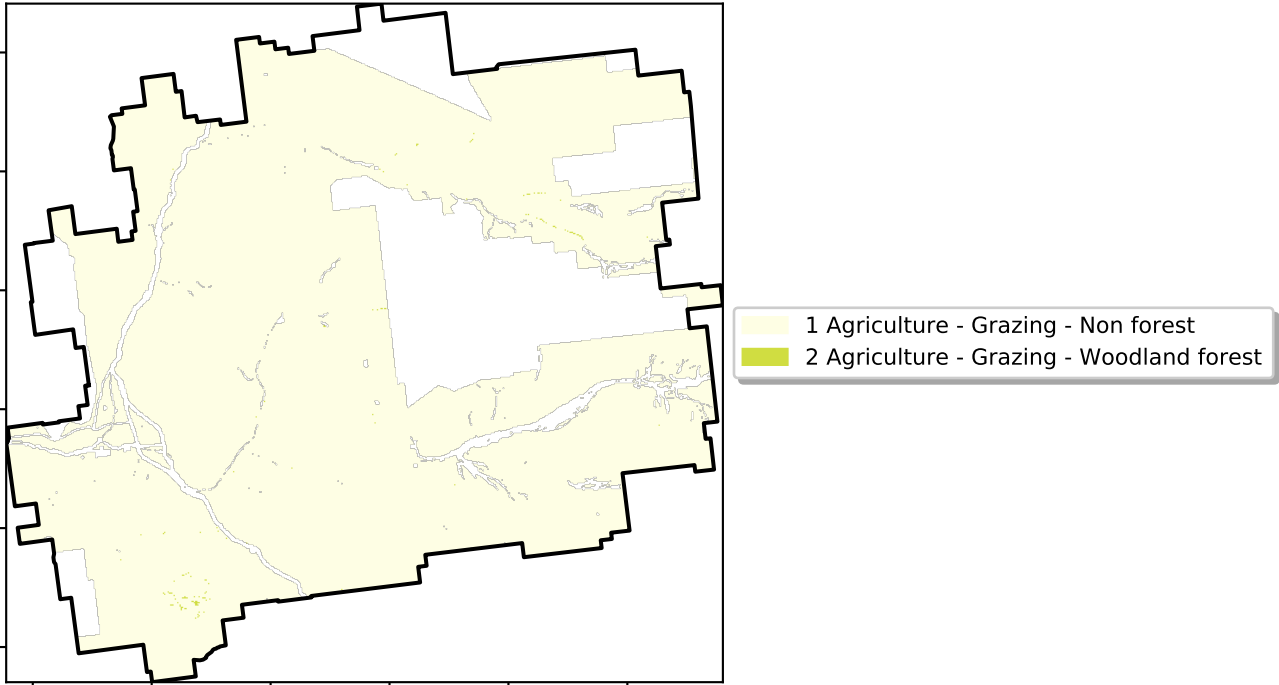 1 Agriculture - Grazing - Non forest
2 Agriculture - Grazing - Woodland forest